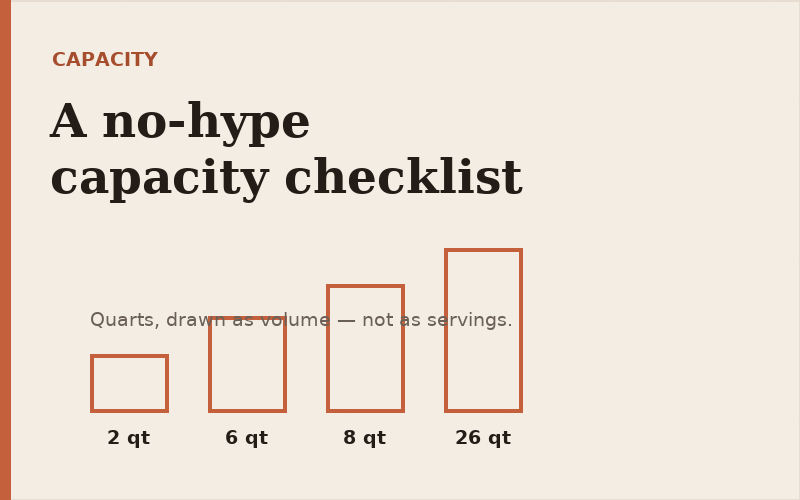 CAPACITY
A no-hype
capacity checklist
Quarts, drawn as volume — not as servings.
2 qt
6 qt
8 qt
26 qt